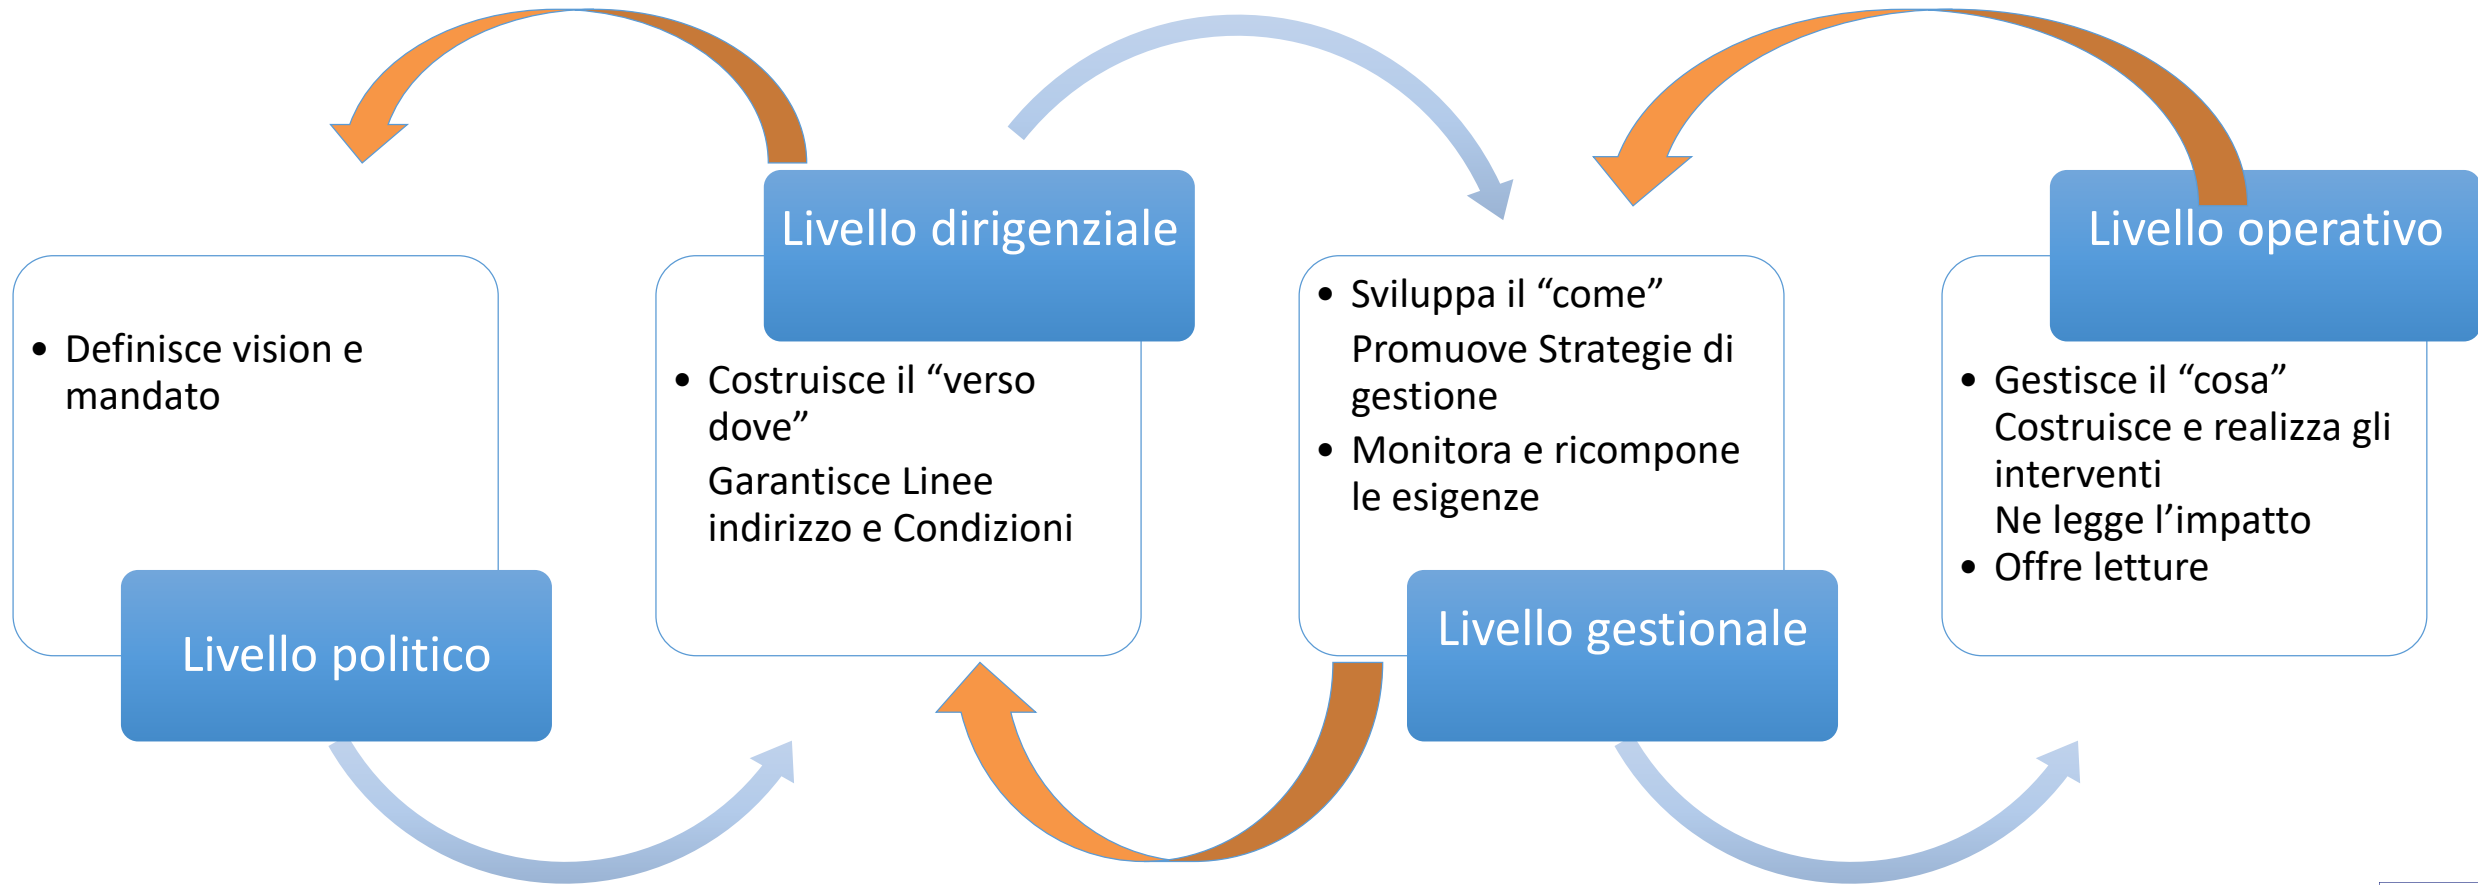 • Definisce vision e
mandato
Livello politico
Livello dirigenziale
• Costruisce il “verso
dove”
Garantisce Linee
indirizzo e Condizioni
• Sviluppa il “come”
Promuove Strategie di
gestione
• Monitora e ricompone
le esigenze
Livello gestionale
Livello operativo
• Gestisce il “cosa”
Costruisce e realizza gli
interventi
Ne legge l’impatto
• Offre letture